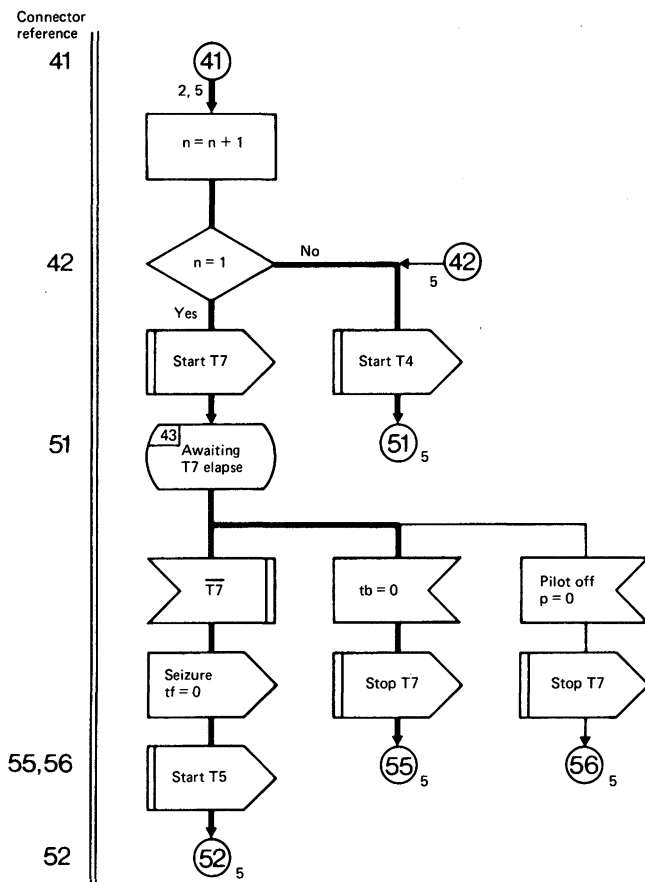 Connector
reference
41
41
2, 5
n = n + 1
No
42
n = 1
42
5
Yes
Start T7
Start T4
43
51
Awaiting
T7 elapse
51
5
T7
tb = 0
Pilot off
p = 0
Seizure
tf = 0
Stop T7
Stop T7
55,56
Start T5
55
5
56
5
52
52
5